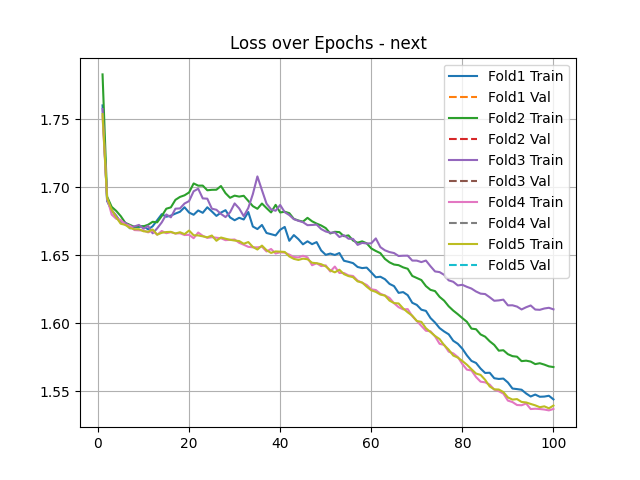 Loss over Epochs - next
Fold1 Train
Fold1 Val
Fold2 Train
Fold2 Val
Fold3 Train
Fold3 Val
Fold4 Train
Fold4 Val
Fold5 Train
Fold5 Val
1.75
1.70
1.65
1.60
1.55
0 20 40 60 80 100